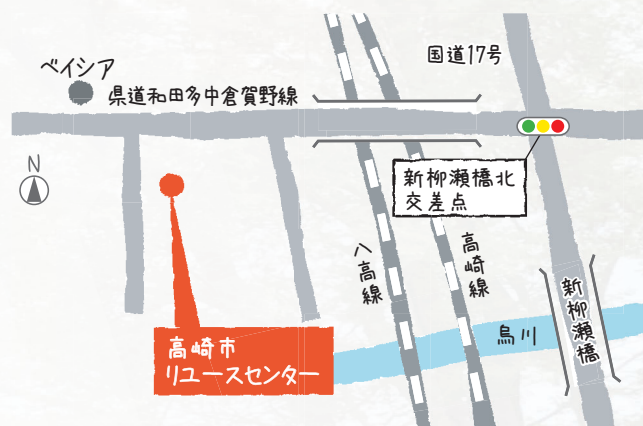 ベイシア
国道17号
県道和田多中倉賀野線
N
新柳瀬橋北
交差点
八高線
高崎線
新柳瀬橋
烏川
高崎市
リユースセンター